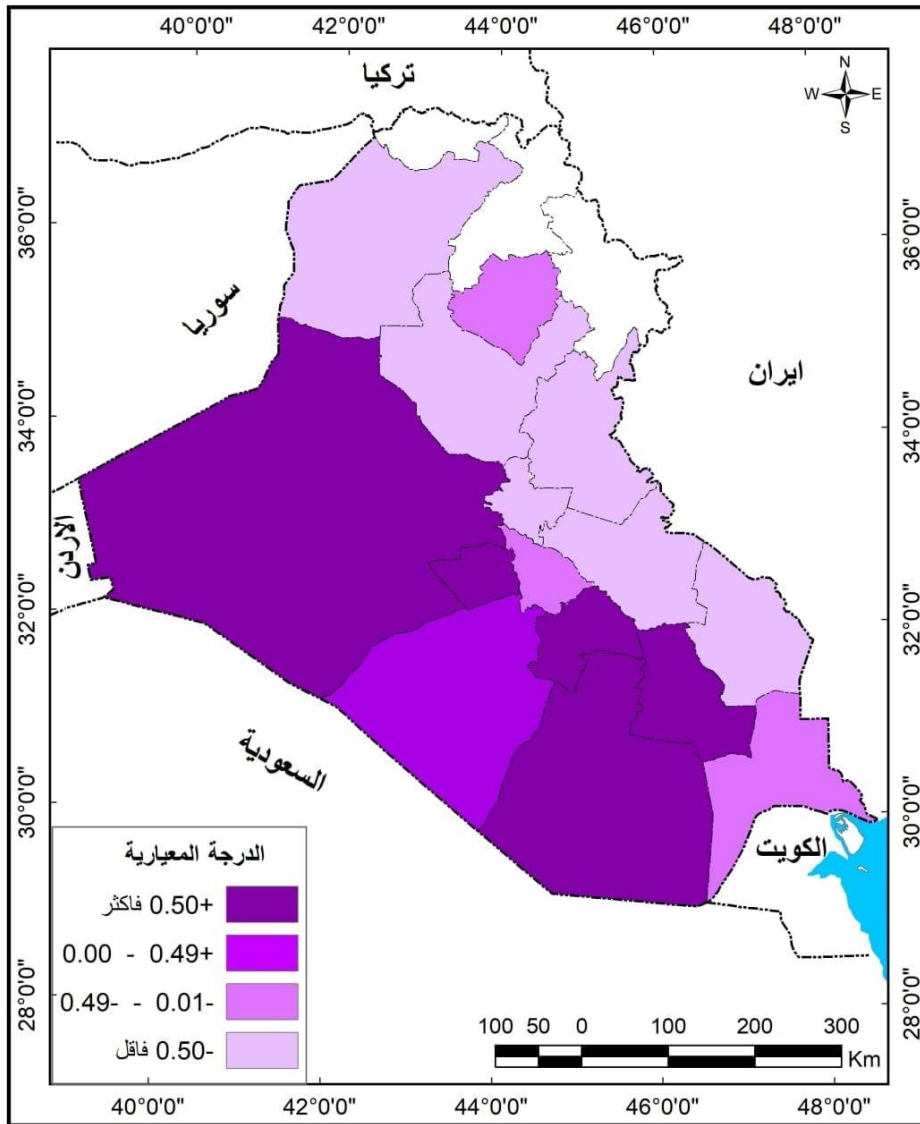 40°0'0" 42°0'0" 44°0'0" 46°0'0" 48°0'0"
تركيا
N
W E
S
36°0'0" 36°0'0"
سوريا
ايران
34°0'0" 34°0'0"
الاردن
32°0'0" 32°0'0"
السعودية
30°0'0" 30°0'0"
الكويت
الدرجة المعيارية
+0.50 فاكثر
0.00 - 0.49+
0.49- - 0.01-
-0.50 فاقل
28°0'0" 28°0'0"
100 50 0 100 200 300
Km
40°0'0" 42°0'0" 44°0'0" 46°0'0" 48°0'0"